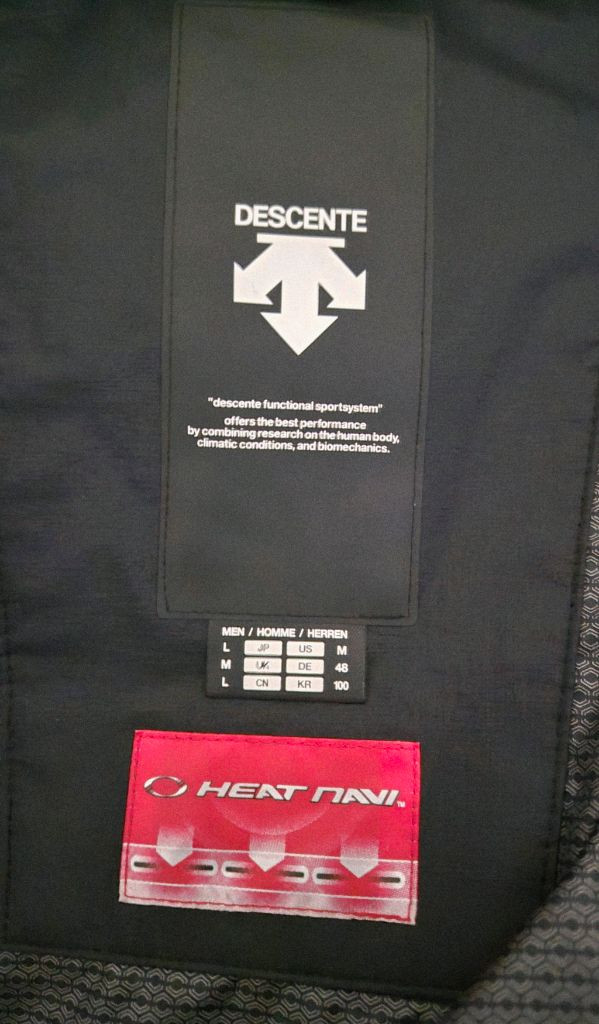 DESCENTE
"descente functional sportsystem"
offers the best performance
by combining research on the human body,
climatic conditions, and biomechanics.
MEN / HOMME / HERREN
L JP US M
M UK DE 48
L CN KR 100
HEAT NAVI™